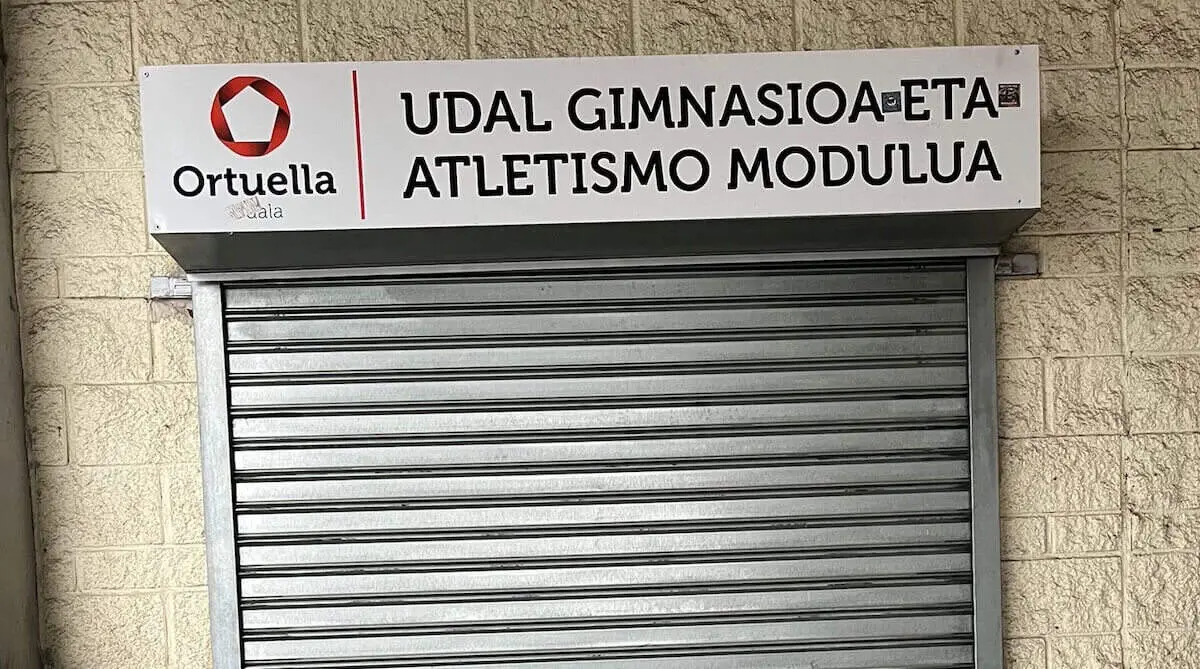 Ortuella
UDAL GIMNASIOA ETA
ATLETISMO MODULUA